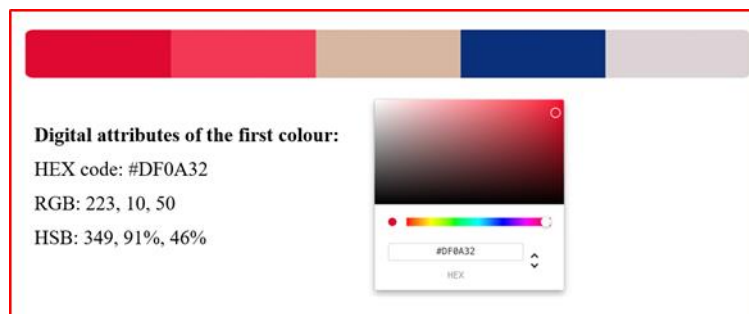 Digital attributes of the first colour:
HEX code: #DF0A32
RGB: 223, 10, 50
HSB: 349, 91%, 46%
#DF0A32
HEX